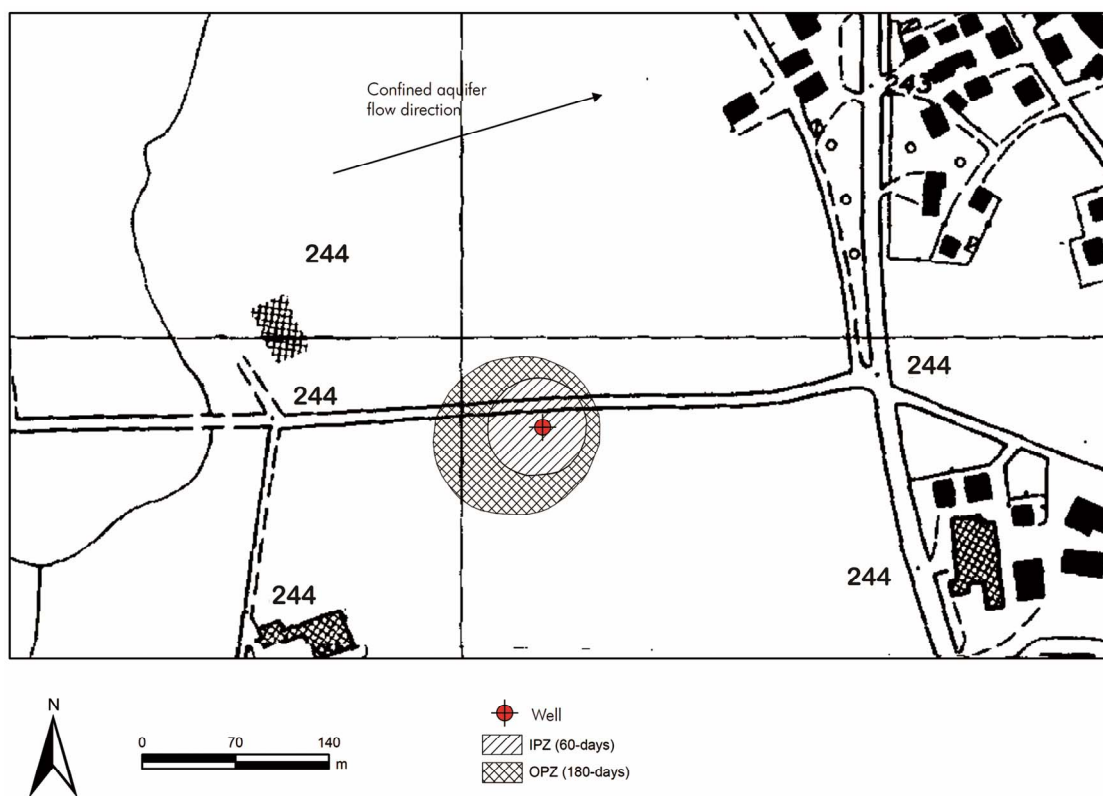 Confined aquifer
flow direction
243
244
244
244
244
244
N
0 70 140
m
Well
IPZ (60-days)
OPZ (180-days)